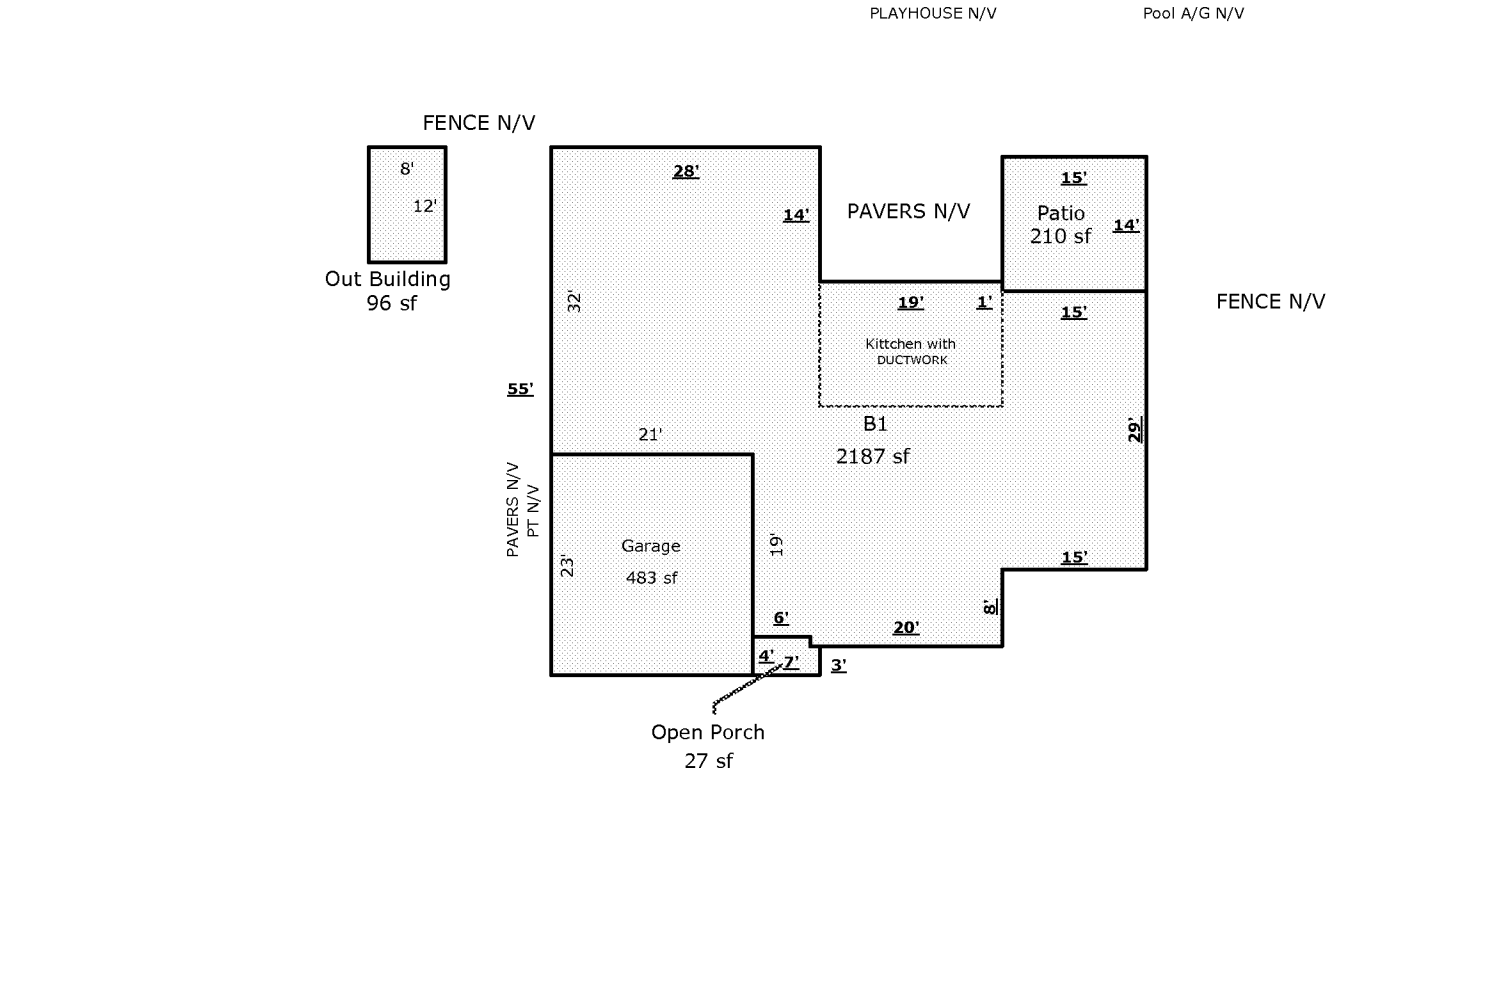 PLAYHOUSE N/V
Pool A/G N/V
FENCE N/V
8'
12'
Out Building
96 sf
28'
14'
32'
55'
21'
PAVERS N/V
15'
Patio
210 sf
14'
15'
FENCE N/V
19'
1'
Kittchen with
DUCTWORK
B1
2187 sf
29'
PAVERS N/V
PT N/V
23'
Garage
483 sf
19'
15'
8'
6'
20'
4'
7'
3'
Open Porch
27 sf